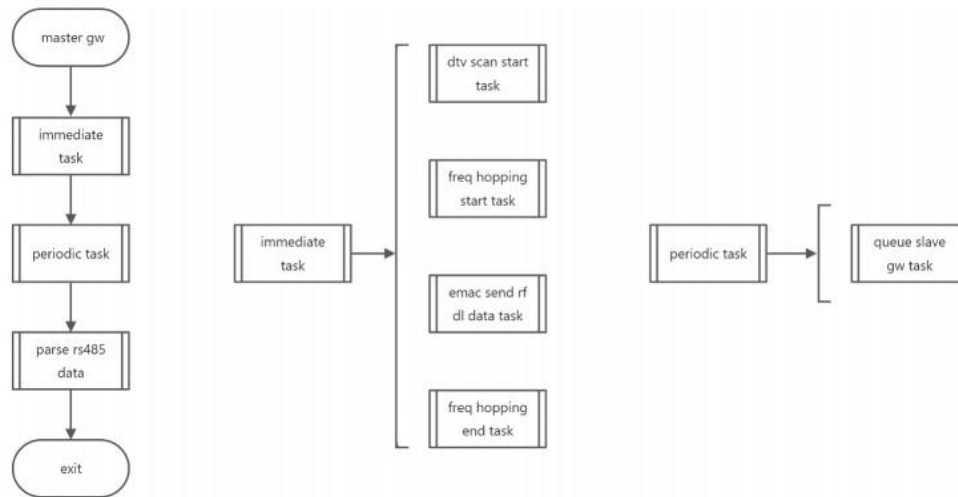 master gw
immediate
task
periodic task
parse rs485
data
exit
immediate
task
dtv scan start
task
freq hopping
start task
emac send rf
dl data task
freq hopping
end task
periodic task
queue slave
gw task